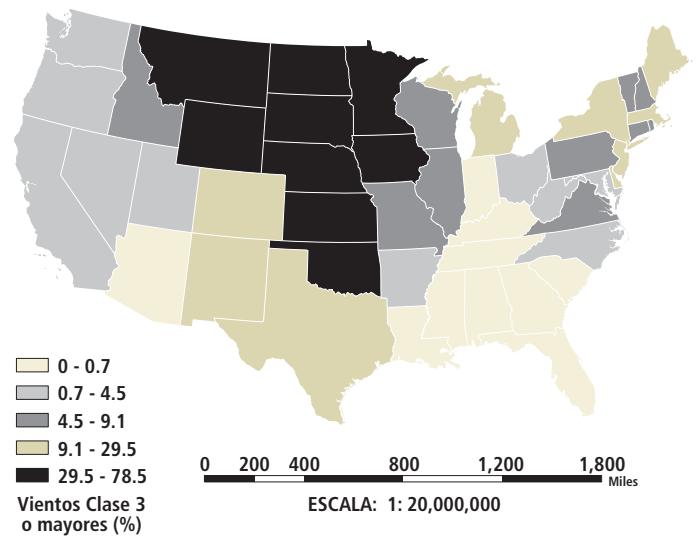 0 - 0.7
0.7 - 4.5
4.5 - 9.1
9.1 - 29.5
29.5 - 78.5
Vientos Clase 3
o mayores (%)
0 200 400 800 1,200 1,800
Miles
ESCALA: 1: 20,000,000